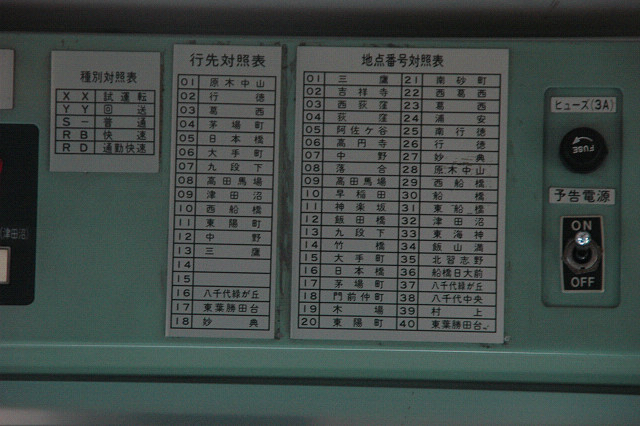 種別対照表
XX 試運転
YY 回送
S- 普通
RB 快速
RD 通勤快速
行先対照表
01 原木中山
02 行徳
03 葛西
04 茅場町
05 日本橋
06 大手町
07 九段下
08 高田馬場
09 津田沼
10 西船橋
11 東陽町
12 中野
13 三鷹
14
15
16 八千代緑が丘
17 東葉勝田台
18 妙典
地点番号対照表
01 三鷹 21 南砂町
02 吉祥寺 22 西葛西
03 西荻窪 23 葛西
04 荻窪 24 浦安
05 阿佐ケ谷 25 南行徳
06 高円寺 26 行徳
07 中野 27 妙典
08 落合 28 原木中山
09 高田馬場 29 西船橋
10 早稲田 30 船橋
11 神楽坂 31 東船橋
12 飯田橋 32 津田沼
13 九段下 33 東海神
14 竹橋 34 飯山満
15 大手町 35 北習志野
16 日本橋 36 船橋日大前
17 茅場町 37 八千代緑が丘
18 門前仲町 38 八千代中央
19 木場 39 村上
20 東陽町 40 東葉勝田台
ヒューズ(3A)
FUSE
予告電源
ON
OFF
(津田沼)